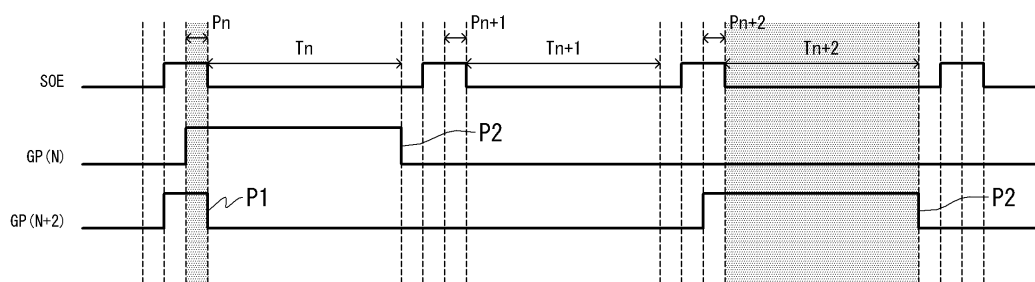 Pn
Pn+1
Pn+2
Tn
Tn+1
Tn+2
SOE
P2
GP(N)
P1
P2
GP(N+2)